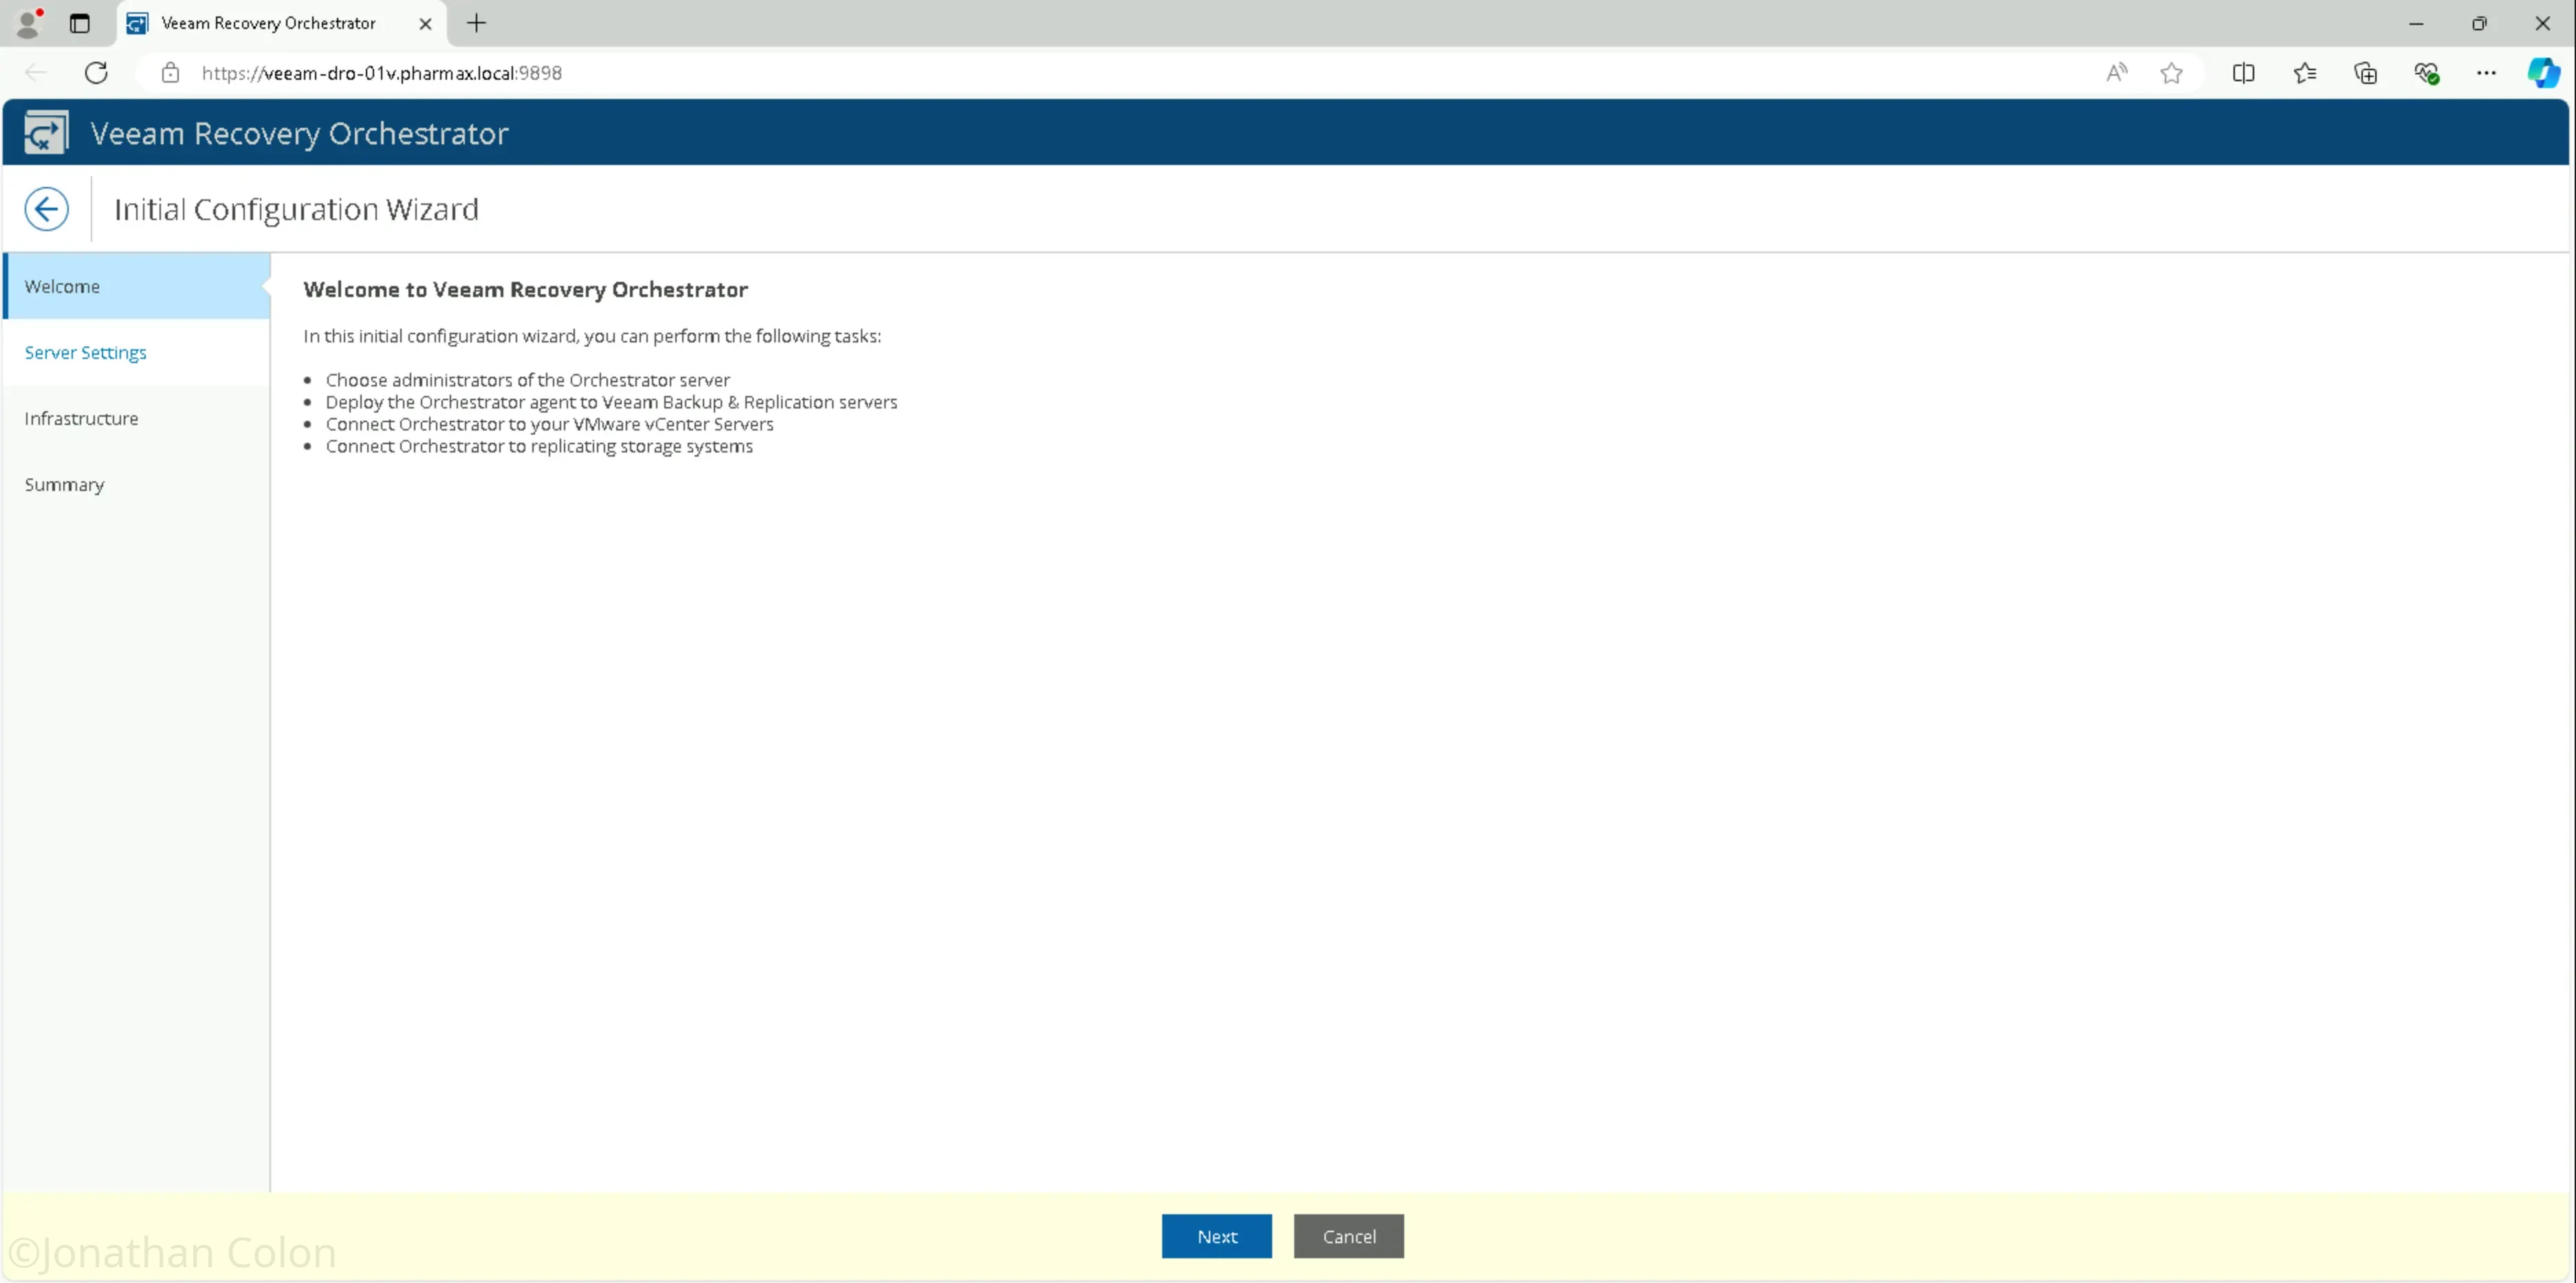 Veeam Recovery Orchestrator
https://veeam-dro-01v.pharmax.local:9898
Veeam Recovery Orchestrator
Initial Configuration Wizard
Welcome
Server Settings
Infrastructure
Summary
Welcome to Veeam Recovery Orchestrator
In this initial configuration wizard, you can perform the following tasks:
• Choose administrators of the Orchestrator server
• Deploy the Orchestrator agent to Veeam Backup & Replication servers
• Connect Orchestrator to your VMware vCenter Servers
• Connect Orchestrator to replicating storage systems
Next
Cancel
©Jonathan Colon